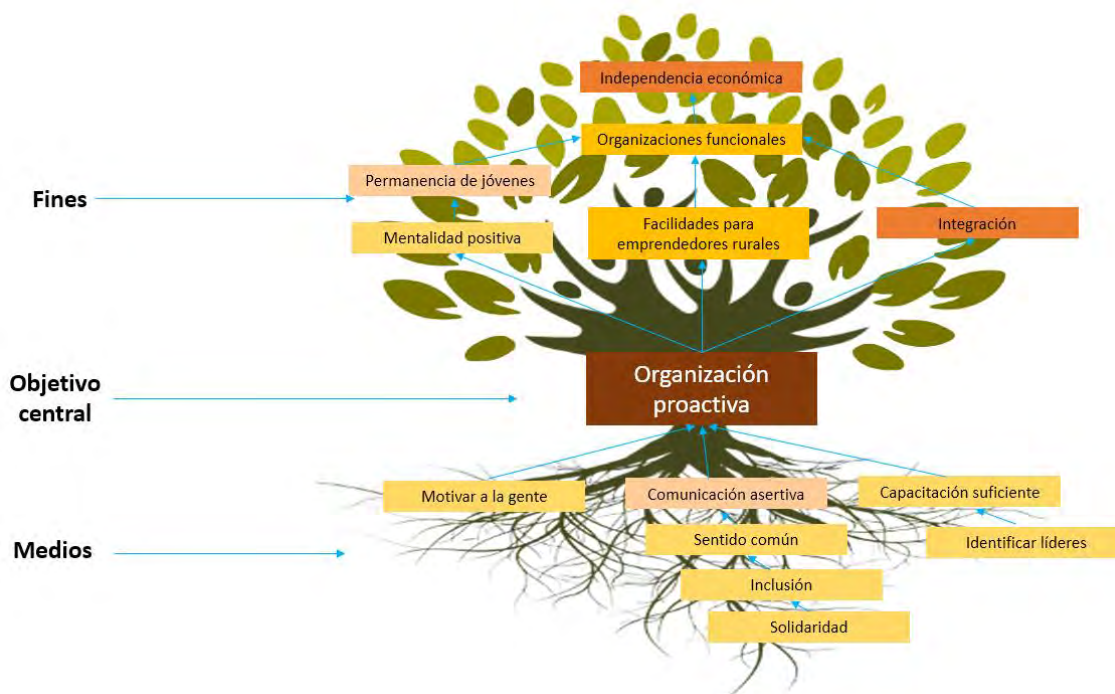 Independencia económica
Organizaciones funcionales
Permanencia de jóvenes
Fines
Mentalidad positiva
Facilidades para
emprendedores rurales
Integración
Objetivo
central
Organización
proactiva
Motivar a la gente
Comunicación asertiva
Capacitación suficiente
Medios
Sentido común
Identificar líderes
Inclusión
Solidaridad